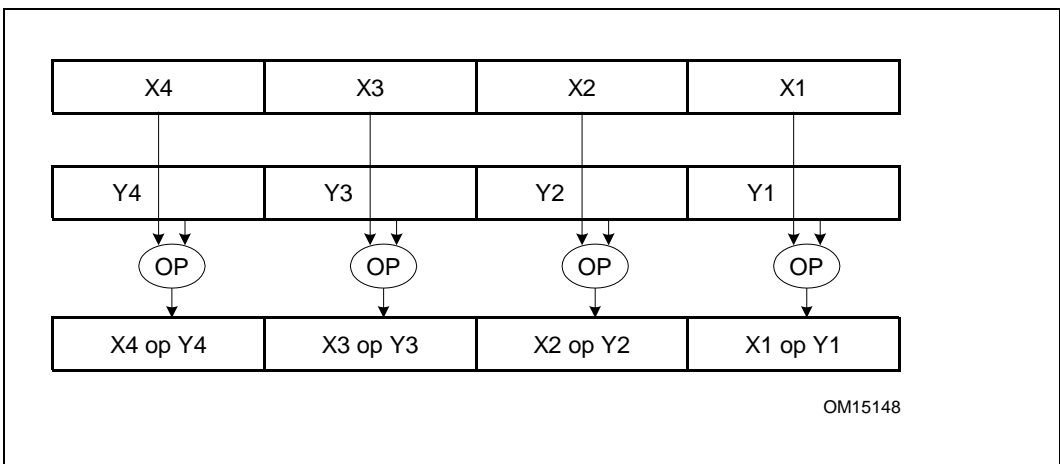 X4 X3 X2 X1
Y4 Y3 Y2 Y1
OP OP OP OP
X4 op Y4 X3 op Y3 X2 op Y2 X1 op Y1
OM15148